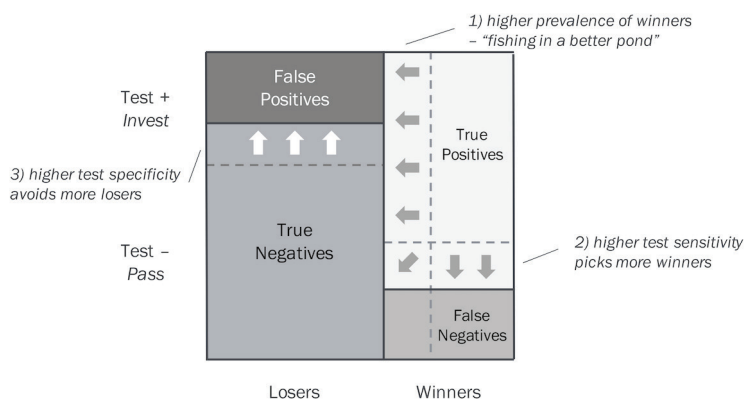 1) higher prevalence of winners
– “fishing in a better pond”
False
Positives
Test +
Invest
True
Positives
3) higher test specificity
avoids more losers
True
Negatives
Test –
Pass
2) higher test sensitivity
picks more winners
False
Negatives
Losers
Winners